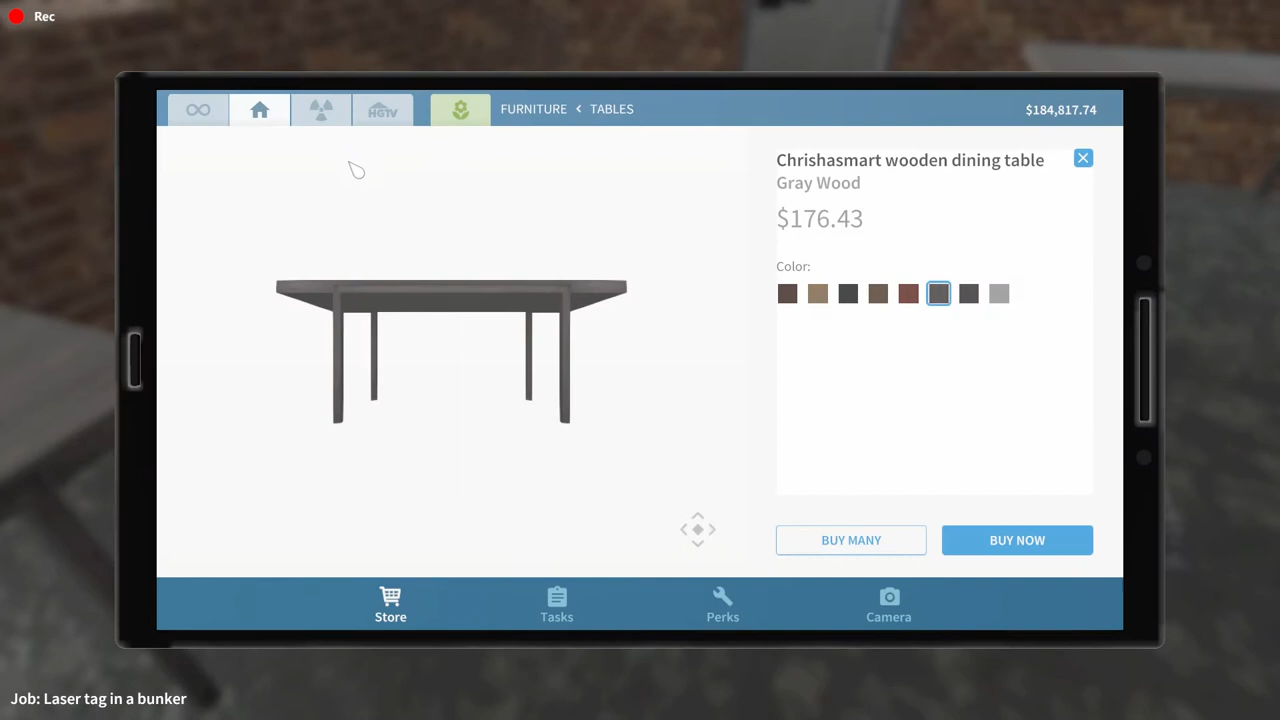 Rec
HGTV
FURNITURE < TABLES
$184,817.74
Chrishasmart wooden dining table
Gray Wood
$176.43
Color:
BUY MANY
BUY NOW
Store
Tasks
Perks
Camera
Job: Laser tag in a bunker